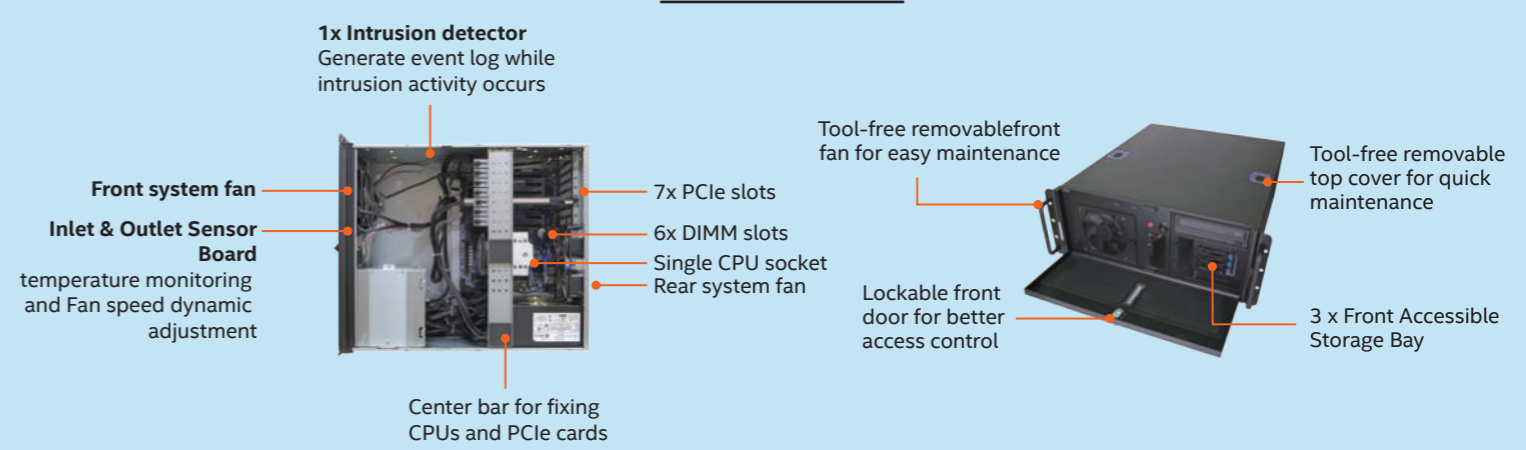 1x Intrusion detector
Generate event log while
intrusion activity occurs
Front system fan
Inlet & Outlet Sensor
Board
temperature monitoring
and Fan speed dynamic
adjustment
7x PCIe slots
6x DIMM slots
Single CPU socket
Rear system fan
Center bar for fixing
CPUs and PCIe cards
Tool-free removablefront
fan for easy maintenance
Lockable front
door for better
access control
Tool-free removable
top cover for quick
maintenance
3 x Front Accessible
Storage Bay